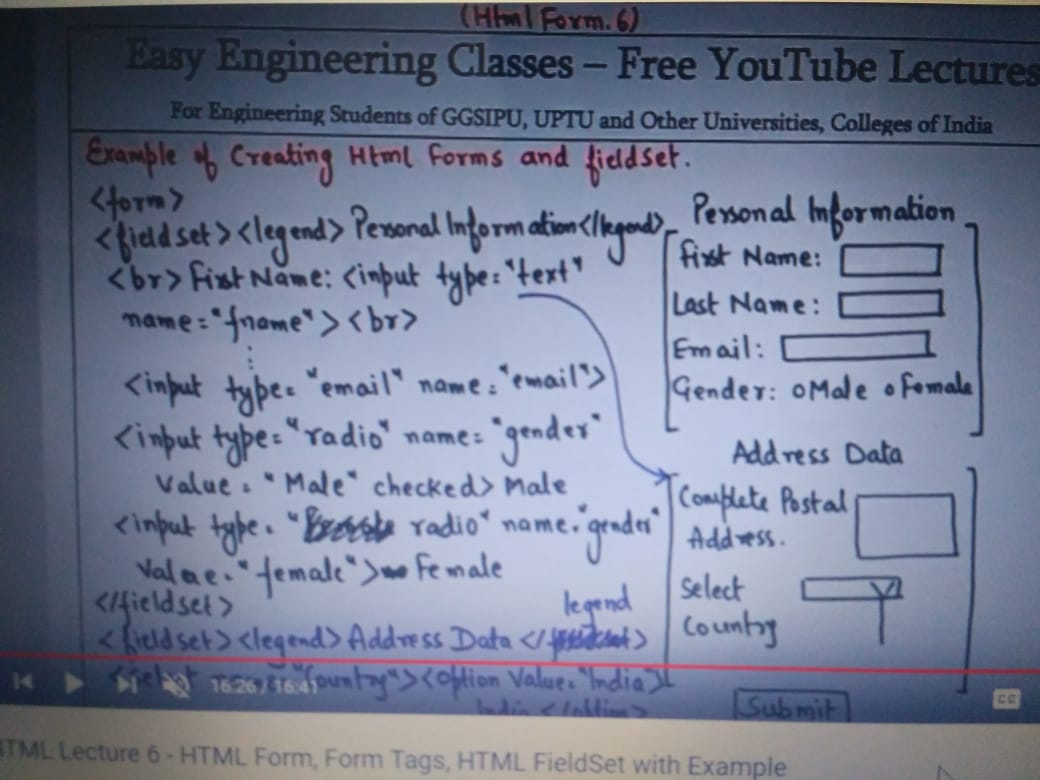 (Html Form. 6)
Easy Engineering Classes – Free YouTube Lectures
For Engineering Students of GGSIPU, UPTU and Other Universities, Colleges of India
Example of Creating Html Forms and fieldset.
<form>
<fieldset><legend> Personal Information</legend>
<br> First Name: <input type="text"
name="fname"><br>
<input type="email" name="email">
<input type="radio" name="gender"
Value="Male" checked> Male
<input type="radio" name="gender"
Value="female"> Female
</fieldset>
<fieldset><legend> Address Data </legend>
"Country"><option Value="India">
India </option>
Personal Information
First Name:
Last Name:
Email:
Gender: oMale oFemale
Address Data
Complete Postal
Address.
Select
Country
Submit
16:26 / 16:41
CC
HTML Lecture 6 - HTML Form, Form Tags, HTML FieldSet with Example